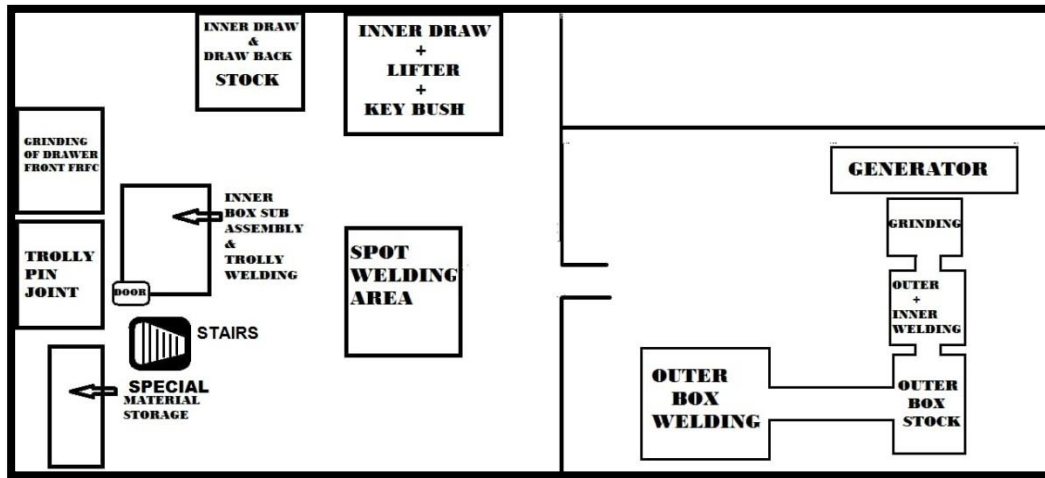 INNER DRAW
&
DRAW BACK
STOCK
INNER DRAW
+
LIFTER
+
KEY BUSH
GRINDING
OF DRAWER
FRONT FRFC
TROLLY
PIN
JOINT
INNER
BOX SUB
ASSEMBLY
&
TROLLY
WELDING
DOOR
STAIRS
SPECIAL
MATERIAL
STORAGE
SPOT
WELDING
AREA
GENERATOR
GRINDING
OUTER
+
INNER
WELDING
OUTER
BOX
WELDING
OUTER
BOX
STOCK